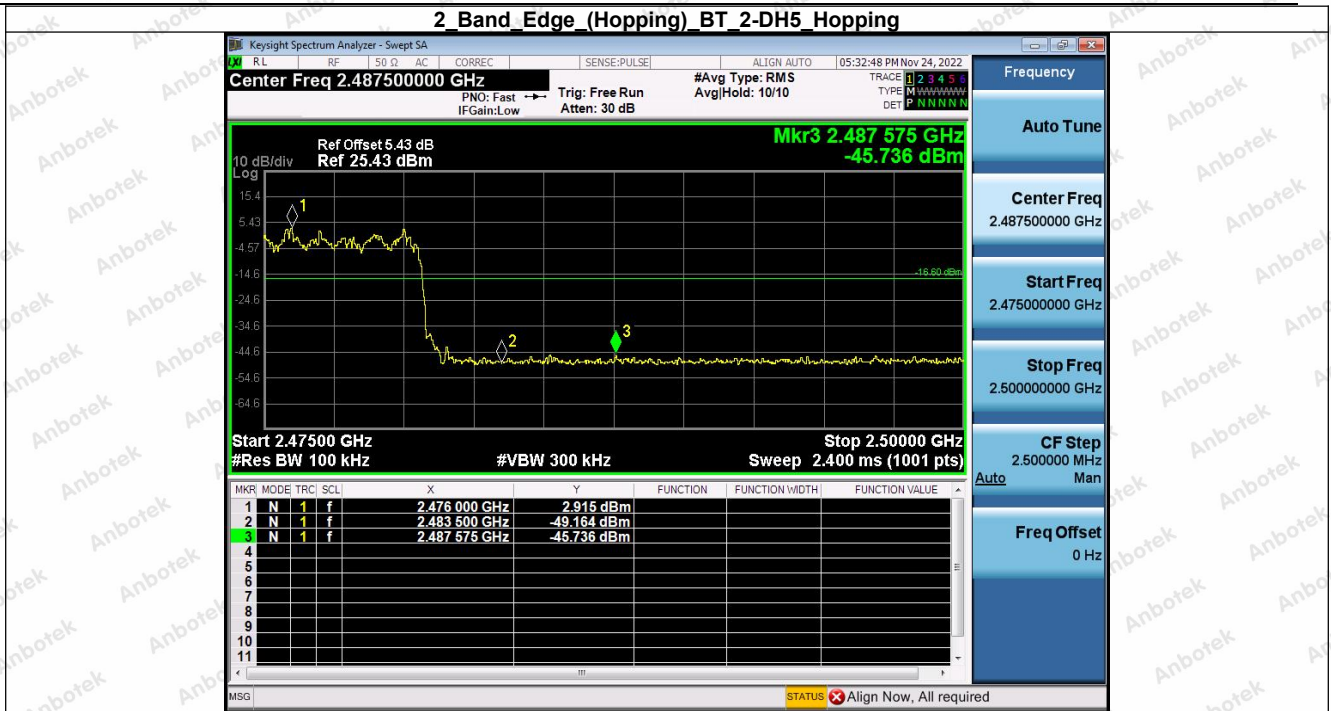 2_Band_Edge_(Hopping)_BT_2-DH5_Hopping
Keysight Spectrum Analyzer - Swept SA
LXI RL RF 50 Ω AC CORREC SENSE:PULSE ALIGN AUTO 05:32:48 PM Nov 24, 2022
Center Freq 2.487500000 GHz
PNO: Fast
IFGain:Low
Trig: Free Run
Atten: 30 dB
#Avg Type: RMS
Avg|Hold: 10/10
TRACE 1 2 3 4 5 6
TYPE M W W W W W
DET P N N N N N
Frequency
Auto Tune
Center Freq
2.487500000 GHz
Start Freq
2.475000000 GHz
Stop Freq
2.500000000 GHz
CF Step
2.500000 MHz
Auto Man
Freq Offset
0 Hz
Mkr3 2.487 575 GHz
-45.736 dBm
Ref Offset 5.43 dB
10 dB/div Ref 25.43 dBm
Log
15.4
5.43
-4.57
-14.6
-24.6
-34.6
-44.6
-54.6
-64.6
1
2
3
-16.60 dBm
Start 2.47500 GHz Stop 2.50000 GHz
#Res BW 100 kHz #VBW 300 kHz Sweep 2.400 ms (1001 pts)
MKR MODE TRC SCL X Y FUNCTION FUNCTION WIDTH FUNCTION VALUE
1 N 1 f 2.476 000 GHz 2.915 dBm
2 N 1 f 2.483 500 GHz -49.164 dBm
3 N 1 f 2.487 575 GHz -45.736 dBm
4
5
6
7
8
9
10
11
MSG STATUS Align Now, All required
Anbotek